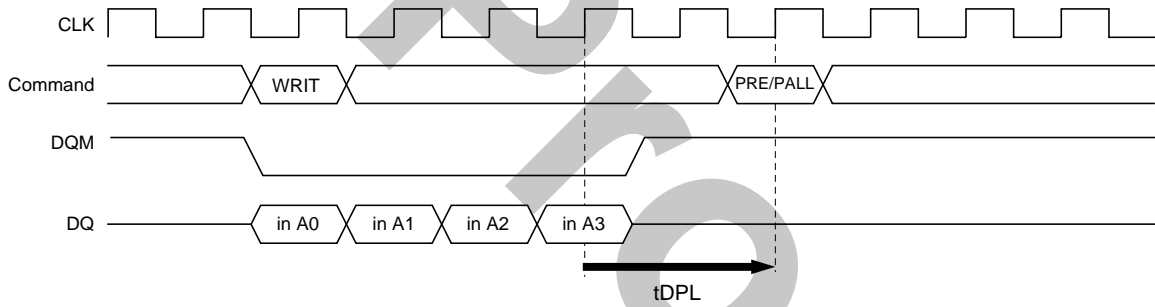 CLK
Command
WRIT
PRE/PALL
DQM
DQ
in A0
in A1
in A2
in A3
tDPL